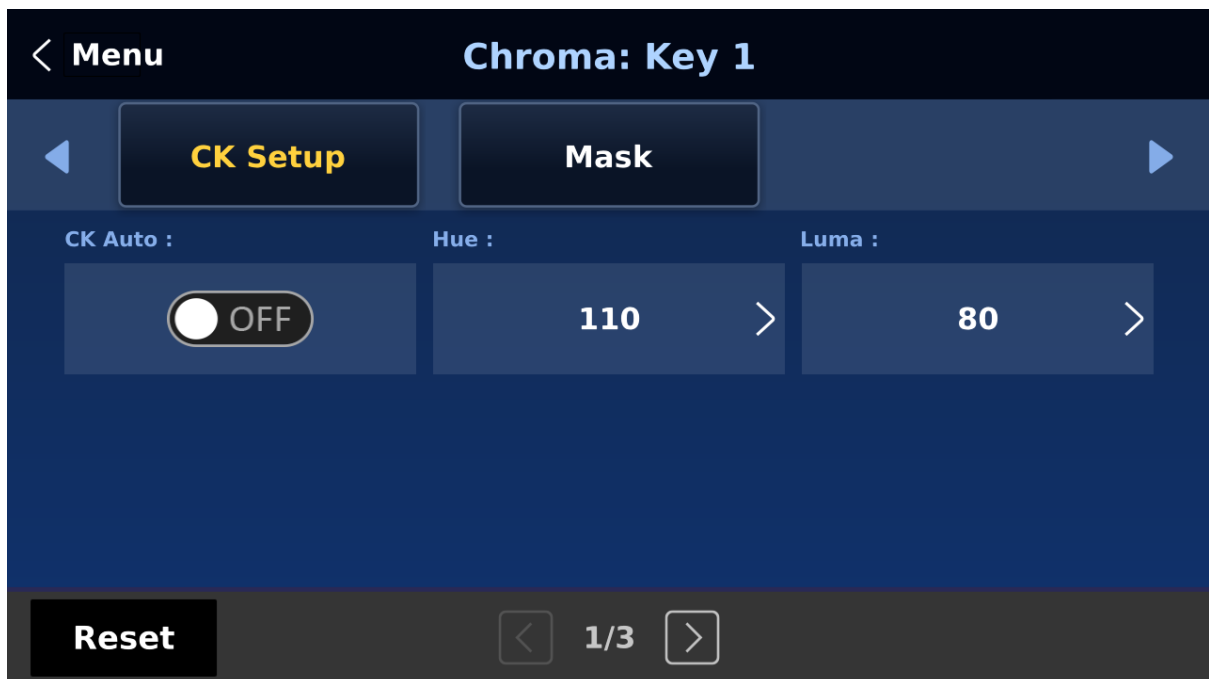 Menu
Chroma: Key 1
CK Setup
Mask
CK Auto :
Hue :
Luma :
OFF
110
80
Reset
1/3